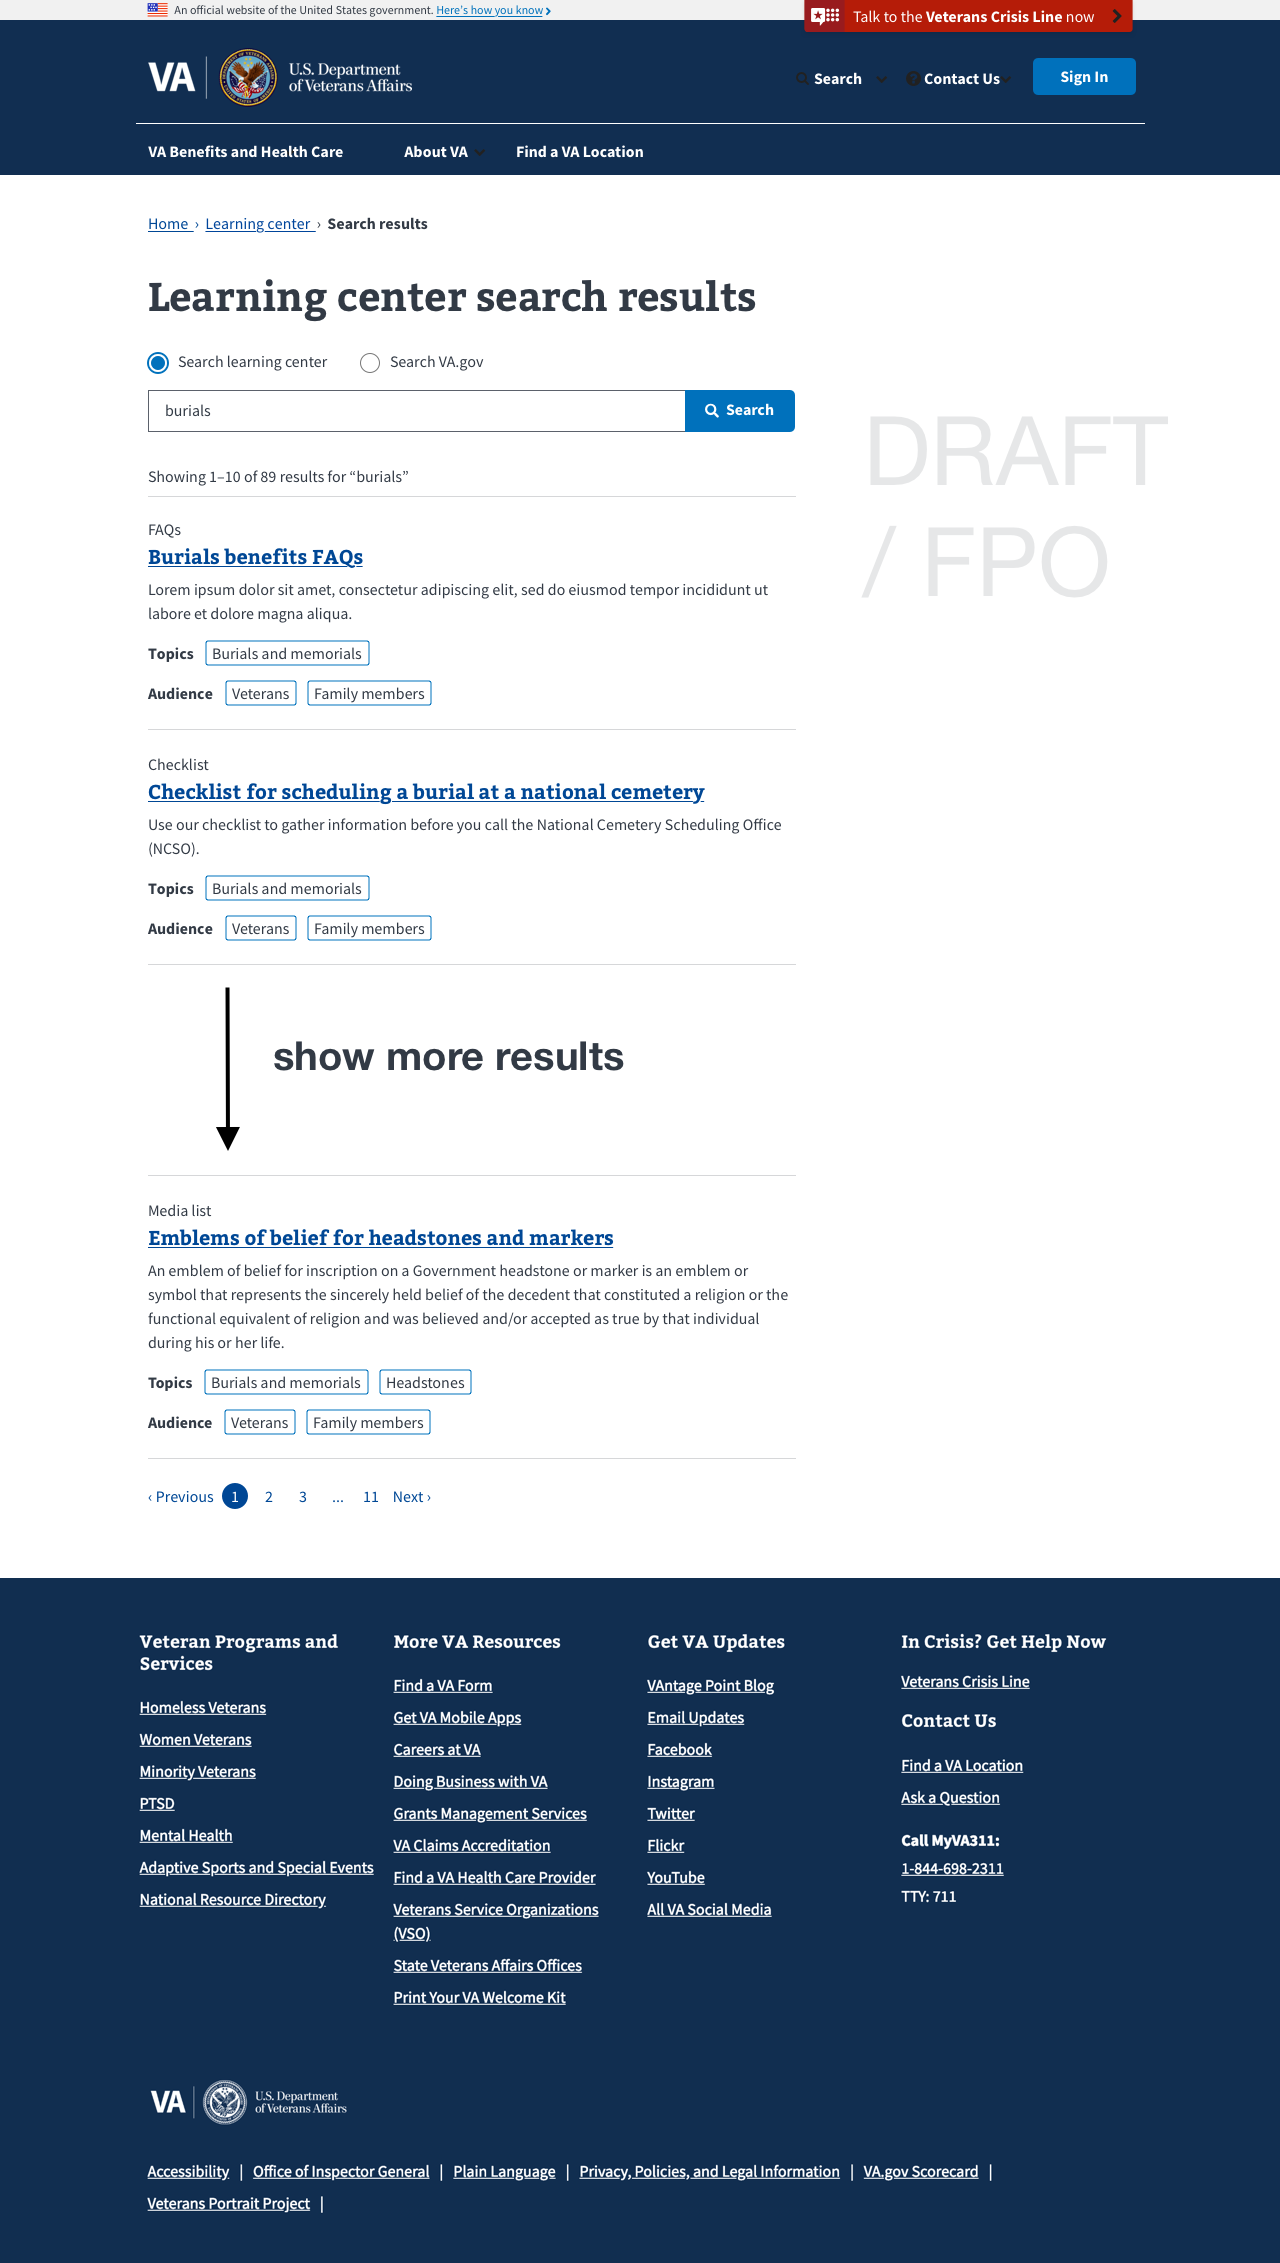 An official website of the United States government. Here's how you know
Talk to the Veterans Crisis Line now
VA U.S. Department
of Veterans Affairs
Search Contact Us Sign In
VA Benefits and Health Care About VA Find a VA Location
Home › Learning center › Search results
Learning center search results
Search learning center Search VA.gov
burials Search
DRAFT
/ FPO
Showing 1–10 of 89 results for “burials”
FAQs
Burials benefits FAQs
Lorem ipsum dolor sit amet, consectetur adipiscing elit, sed do eiusmod tempor incididunt ut
labore et dolore magna aliqua.
Topics Burials and memorials
Audience Veterans Family members
Checklist
Checklist for scheduling a burial at a national cemetery
Use our checklist to gather information before you call the National Cemetery Scheduling Office
(NCSO).
Topics Burials and memorials
Audience Veterans Family members
show more results
Media list
Emblems of belief for headstones and markers
An emblem of belief for inscription on a Government headstone or marker is an emblem or
symbol that represents the sincerely held belief of the decedent that constituted a religion or the
functional equivalent of religion and was believed and/or accepted as true by that individual
during his or her life.
Topics Burials and memorials Headstones
Audience Veterans Family members
‹ Previous 1 2 3 ... 11 Next ›
Veteran Programs and
Services
Homeless Veterans
Women Veterans
Minority Veterans
PTSD
Mental Health
Adaptive Sports and Special Events
National Resource Directory
More VA Resources
Find a VA Form
Get VA Mobile Apps
Careers at VA
Doing Business with VA
Grants Management Services
VA Claims Accreditation
Find a VA Health Care Provider
Veterans Service Organizations
(VSO)
State Veterans Affairs Offices
Print Your VA Welcome Kit
Get VA Updates
VAntage Point Blog
Email Updates
Facebook
Instagram
Twitter
Flickr
YouTube
All VA Social Media
In Crisis? Get Help Now
Veterans Crisis Line
Contact Us
Find a VA Location
Ask a Question
Call MyVA311:
1-844-698-2311
TTY: 711
VA U.S. Department
of Veterans Affairs
Accessibility | Office of Inspector General | Plain Language | Privacy, Policies, and Legal Information | VA.gov Scorecard |
Veterans Portrait Project |